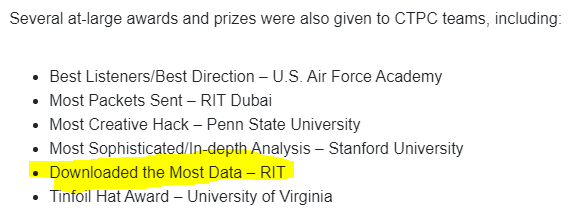 Several at-large awards and prizes were also given to CTPC teams, including:
• Best Listeners/Best Direction – U.S. Air Force Academy
• Most Packets Sent – RIT Dubai
• Most Creative Hack – Penn State University
• Most Sophisticated/In-depth Analysis – Stanford University
• Downloaded the Most Data – RIT
• Tinfoil Hat Award – University of Virginia